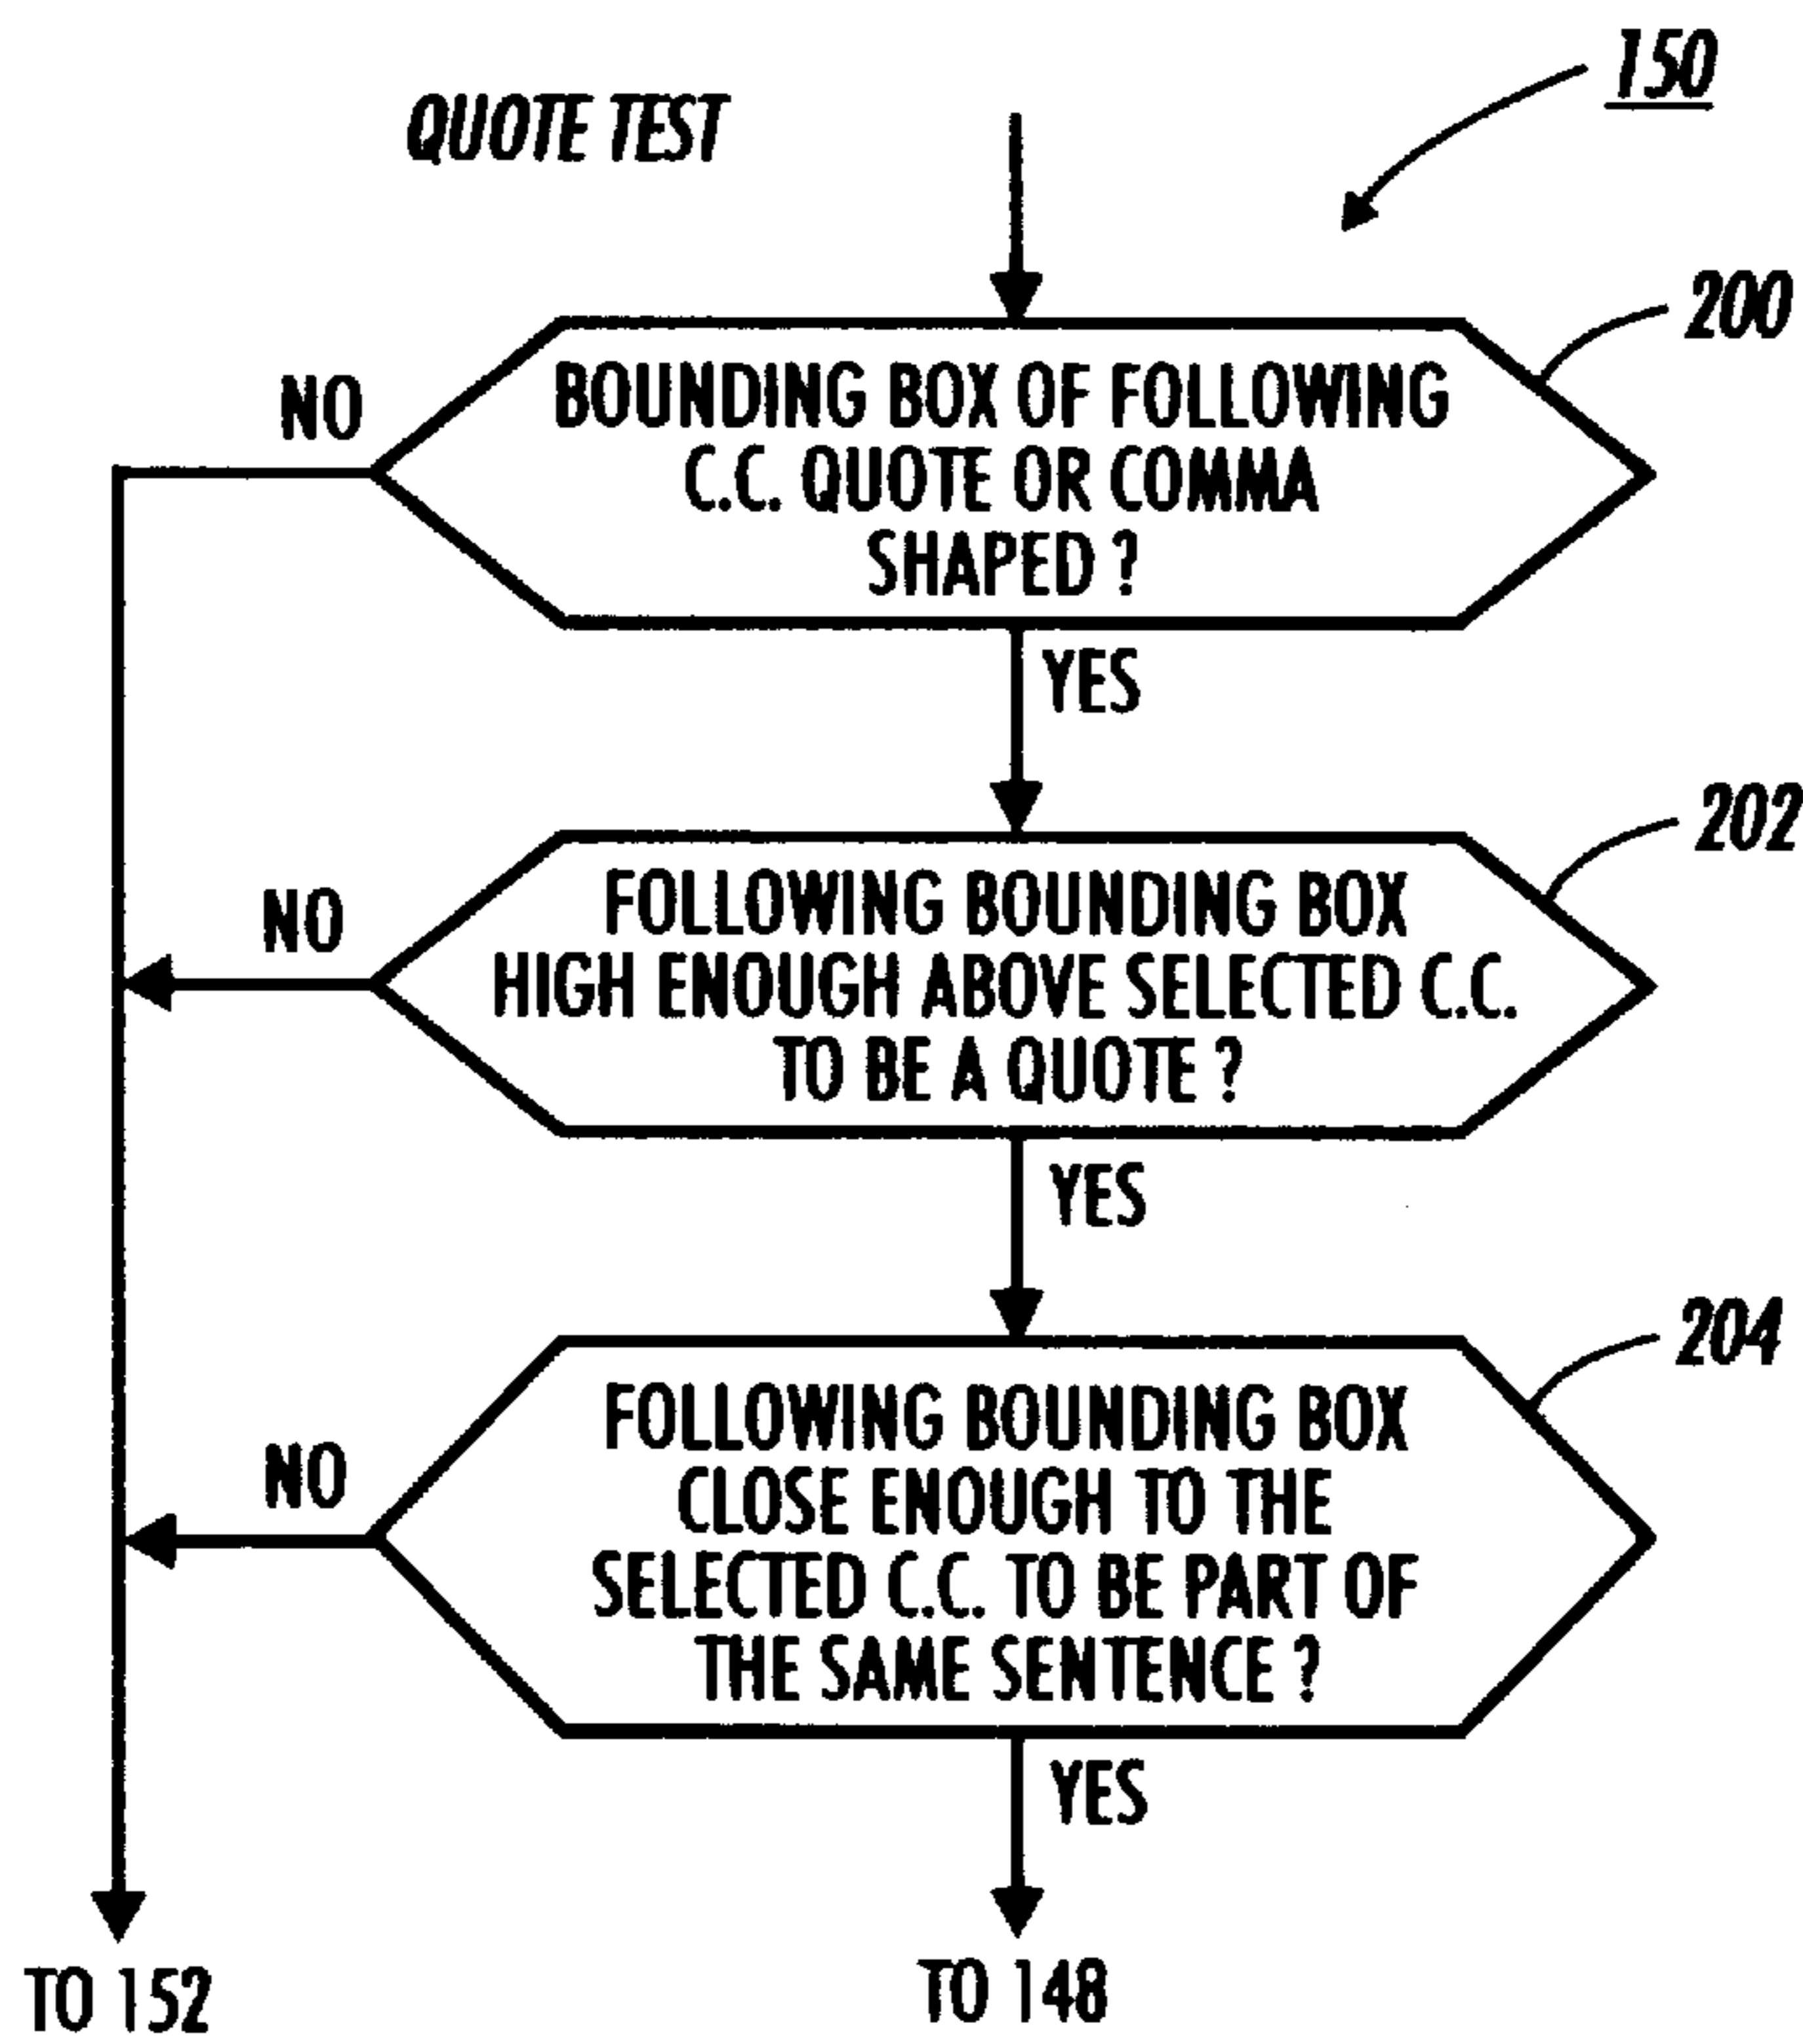 150
QUOTE TEST
200
NO
BOUNDING BOX OF FOLLOWING
C.C. QUOTE OR COMMA
SHAPED ?
YES
202
NO
FOLLOWING BOUNDING BOX
HIGH ENOUGH ABOVE SELECTED C.C.
TO BE A QUOTE ?
YES
204
NO
FOLLOWING BOUNDING BOX
CLOSE ENOUGH TO THE
SELECTED C.C. TO BE PART OF
THE SAME SENTENCE ?
YES
TO 152
TO 148